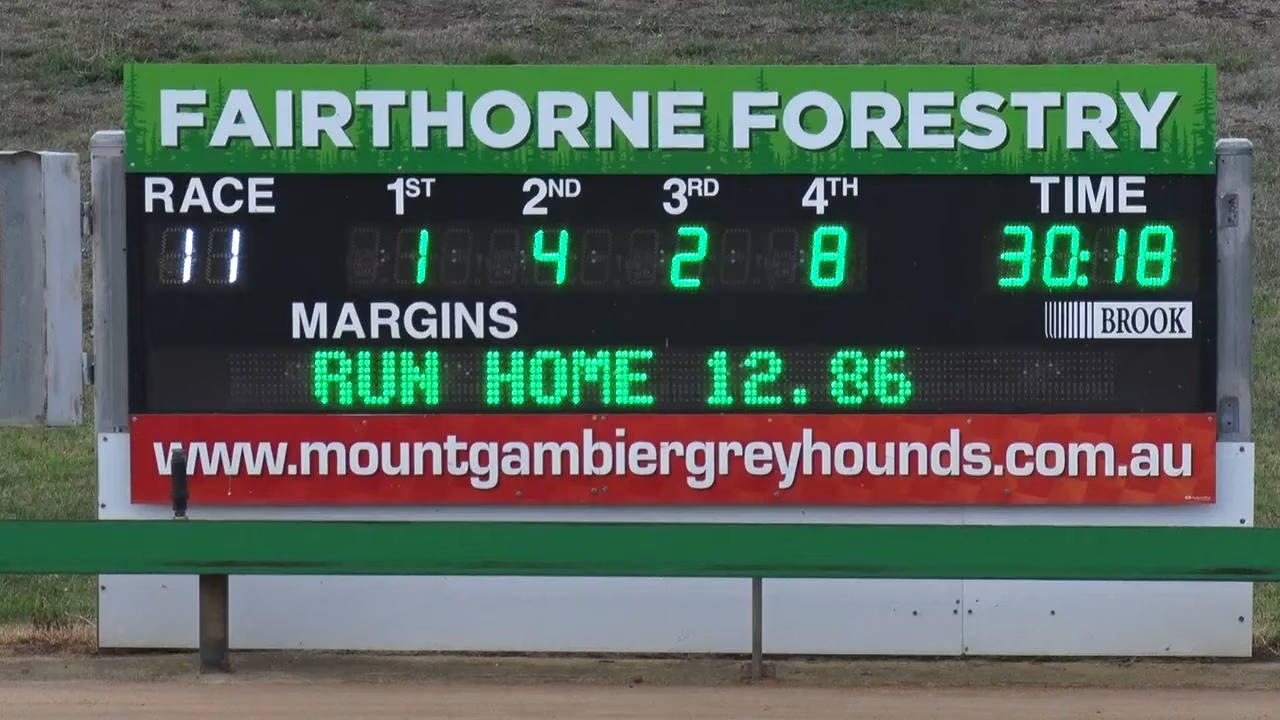 FAIRTHORNE FORESTRY
RACE 1ST 2ND 3RD 4TH TIME
11 1 4 2 8 30:18
MARGINS BROOK
RUN HOME 12.86
www.mountgambiergreyhounds.com.au